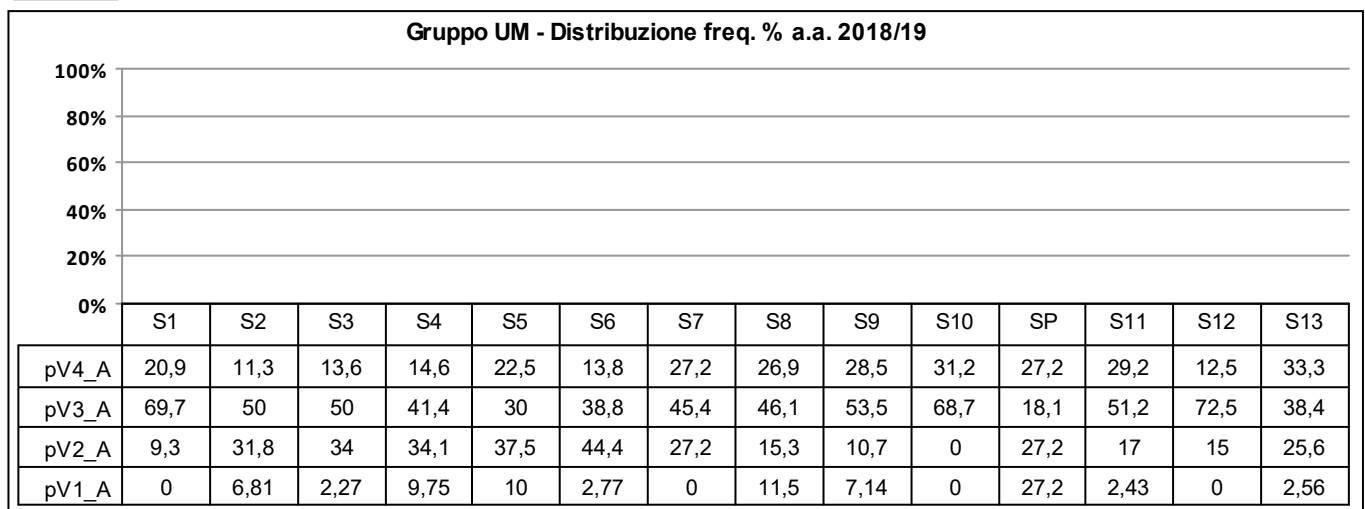 Gruppo UM - Distribuzione freq. % a.a. 2018/19
100%
80%
60%
40%
20%
0%
S1 S2 S3 S4 S5 S6 S7 S8 S9 S10 SP S11 S12 S13
pV4_A 20,9 11,3 13,6 14,6 22,5 13,8 27,2 26,9 28,5 31,2 27,2 29,2 12,5 33,3
pV3_A 69,7 50 50 41,4 30 38,8 45,4 46,1 53,5 68,7 18,1 51,2 72,5 38,4
pV2_A 9,3 31,8 34 34,1 37,5 44,4 27,2 15,3 10,7 0 27,2 17 15 25,6
pV1_A 0 6,81 2,27 9,75 10 2,77 0 11,5 7,14 0 27,2 2,43 0 2,56